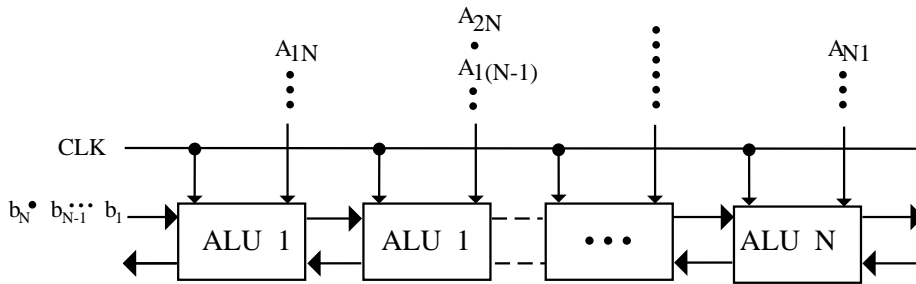 A2N
A1N
A1(N-1)
AN1
CLK
bN• bN-1 ••• b1
ALU 1
ALU 1
•••
ALU N